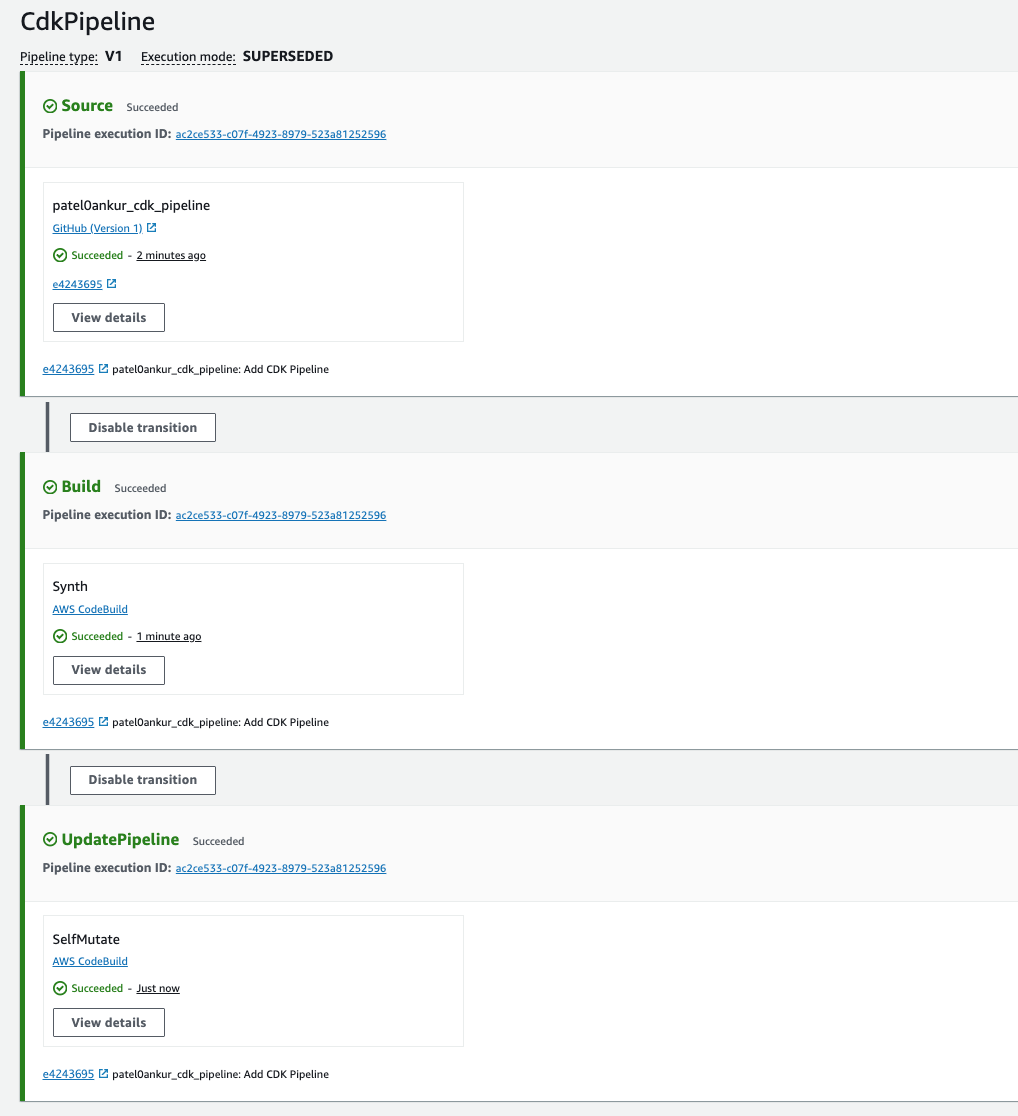 CdkPipeline
Pipeline type: V1 Execution mode: SUPERSEDED
Source Succeeded
Pipeline execution ID: ac2ce533-c07f-4923-8979-523a81252596
patel0ankur_cdk_pipeline
GitHub (Version 1)
Succeeded - 2 minutes ago
e4243695
View details
e4243695 patel0ankur_cdk_pipeline: Add CDK Pipeline
Disable transition
Build Succeeded
Pipeline execution ID: ac2ce533-c07f-4923-8979-523a81252596
Synth
AWS CodeBuild
Succeeded - 1 minute ago
View details
e4243695 patel0ankur_cdk_pipeline: Add CDK Pipeline
Disable transition
UpdatePipeline Succeeded
Pipeline execution ID: ac2ce533-c07f-4923-8979-523a81252596
SelfMutate
AWS CodeBuild
Succeeded - Just now
View details
e4243695 patel0ankur_cdk_pipeline: Add CDK Pipeline